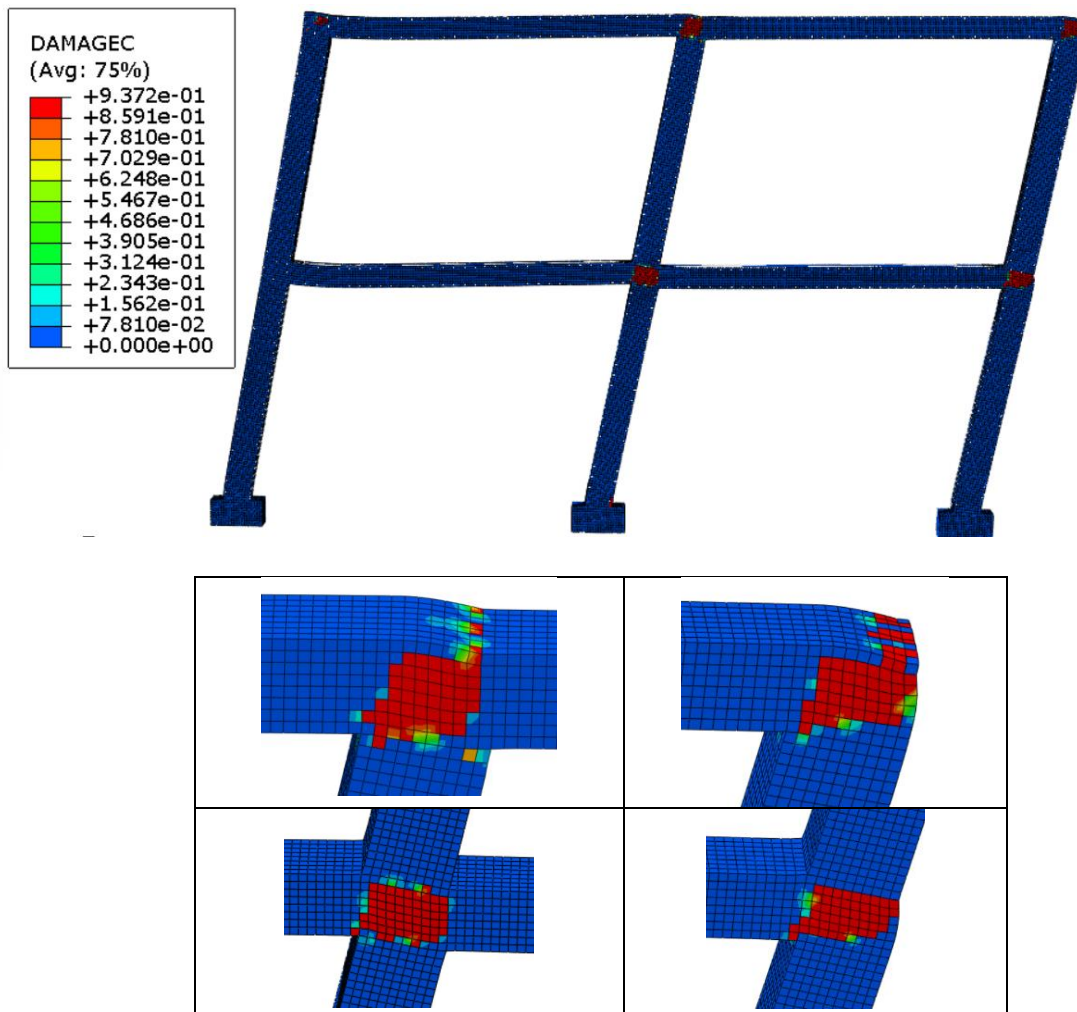 DAMAGEC
(Avg: 75%)
+9.372e-01
+8.591e-01
+7.810e-01
+7.029e-01
+6.248e-01
+5.467e-01
+4.686e-01
+3.905e-01
+3.124e-01
+2.343e-01
+1.562e-01
+7.810e-02
+0.000e+00